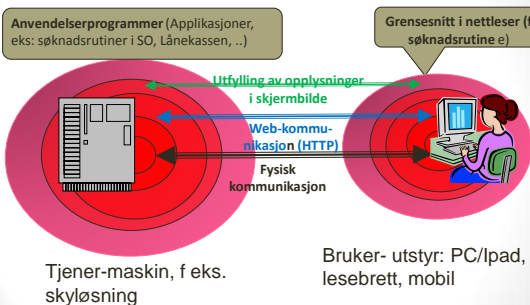 Anvendelserprogrammer (Applikasjoner,
eks: søknadsrutiner i SO, Lånekassen, ..)
Grensesnitt i nettleser (f
søknadsrutine e)
Utfylling av opplysninger
i skjermbilde
Web-kommu-
nikasjon (HTTP)
Fysisk
kommunikasjon
Tjener-maskin, f eks.
skyløsning
Bruker- utstyr: PC/Ipad,
lesebrett, mobil